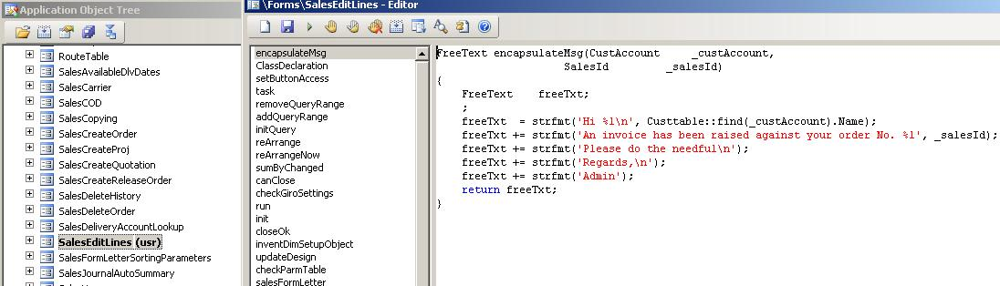 Application Object Tree
RouteTable
SalesAvailableDlvDates
SalesCarrier
SalesCOD
SalesCopying
SalesCreateOrder
SalesCreateProj
SalesCreateQuotation
SalesCreateReleaseOrder
SalesDeleteHistory
SalesDeleteOrder
SalesDeliveryAccountLookup
SalesEditLines (usr)
SalesFormLetterSortingParameters
SalesJournalAutoSummary
\Forms\SalesEditLines - Editor
encapsulateMsg
ClassDeclaration
setButtonAccess
task
removeQueryRange
addQueryRange
initQuery
reArrange
reArrangeNow
sumByChanged
canClose
checkGiroSettings
run
init
closeOk
inventDimSetupObject
updateDesign
checkParmTable
salesFormLetter
FreeText encapsulateMsg(CustAccount _custAccount,
SalesId _salesId)
{
FreeText freeTxt;
;
freeTxt = strfmt('Hi %1\n', Custtable::find(_custAccount).Name);
freeTxt += strfmt('An invoice has been raised against your order No. %1', _salesId);
freeTxt += strfmt('Please do the needful\n');
freeTxt += strfmt('Regards,\n');
freeTxt += strfmt('Admin');
return freeTxt;
}